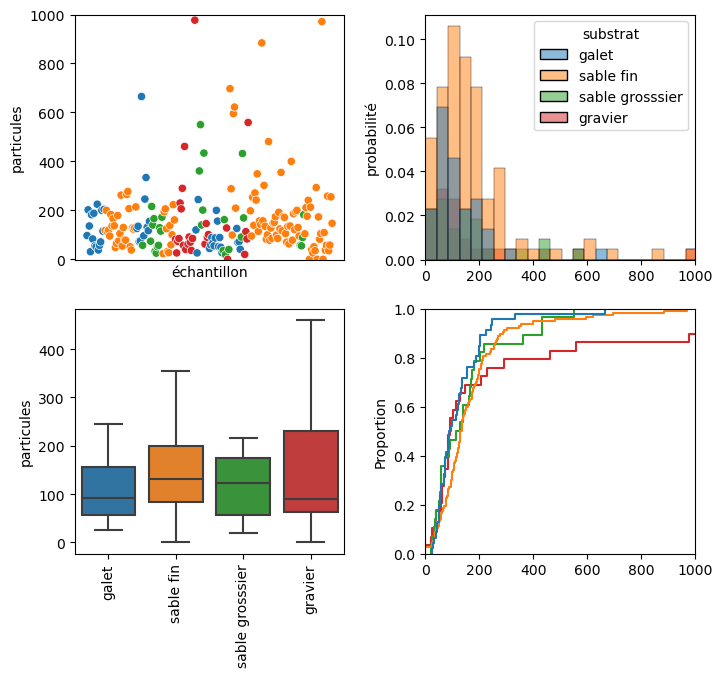 1000
800
600
400
200
0
particules
échantillon
0.10
0.08
0.06
0.04
0.02
0.00
probabilité
substrat
galet
sable fin
sable grosssier
gravier
0 200 400 600 800 1000
400
300
200
100
0
particules
galet
sable fin
sable grosssier
gravier
1.0
0.8
0.6
0.4
0.2
0.0
Proportion
0 200 400 600 800 1000